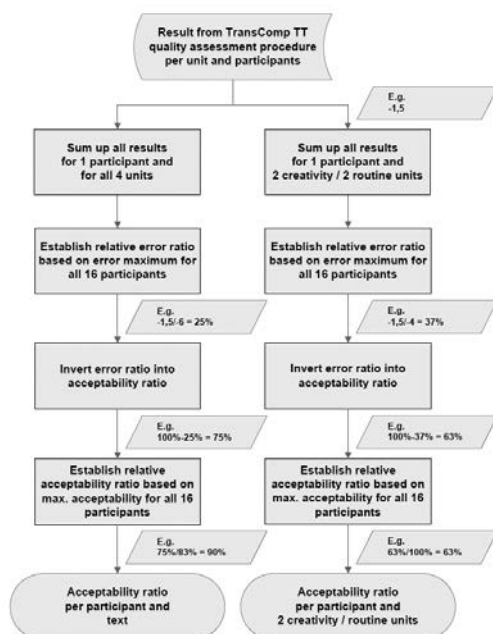 Result from TransComp TT
quality assessment procedure
per unit and participants
E.g.
-1,5
Sum up all results
for 1 participant and
for all 4 units
Sum up all results
for 1 participant and
2 creativity / 2 routine units
Establish relative error ratio
based on error maximum for
all 16 participants
Establish relative error ratio
based on error maximum for
all 16 participants
E.g.
-1,5/-6 = 25%
E.g.
-1,5/-4 = 37%
Invert error ratio into
acceptability ratio
Invert error ratio into
acceptability ratio
E.g.
100%-25% = 75%
E.g.
100%-37% = 63%
Establish relative
acceptability ratio based on
max. acceptability for all 16
participants
Establish relative
acceptability ratio based on
max. acceptability for all 16
participants
E.g.
75%/83% = 90%
E.g.
63%/100% = 63%
Acceptability ratio
per participant and
text
Acceptability ratio
per participant and
2 creativity / routine units